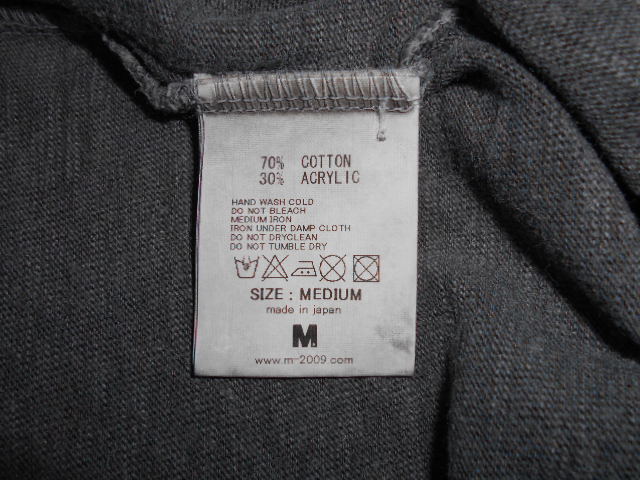 70% COTTON
30% ACRYLIC
HAND WASH COLD
DO NOT BLEACH
MEDIUM IRON
IRON UNDER DAMP CLOTH
DO NOT DRYCLEAN
DO NOT TUMBLE DRY
SIZE : MEDIUM
made in japan
M
www.m-2009.com